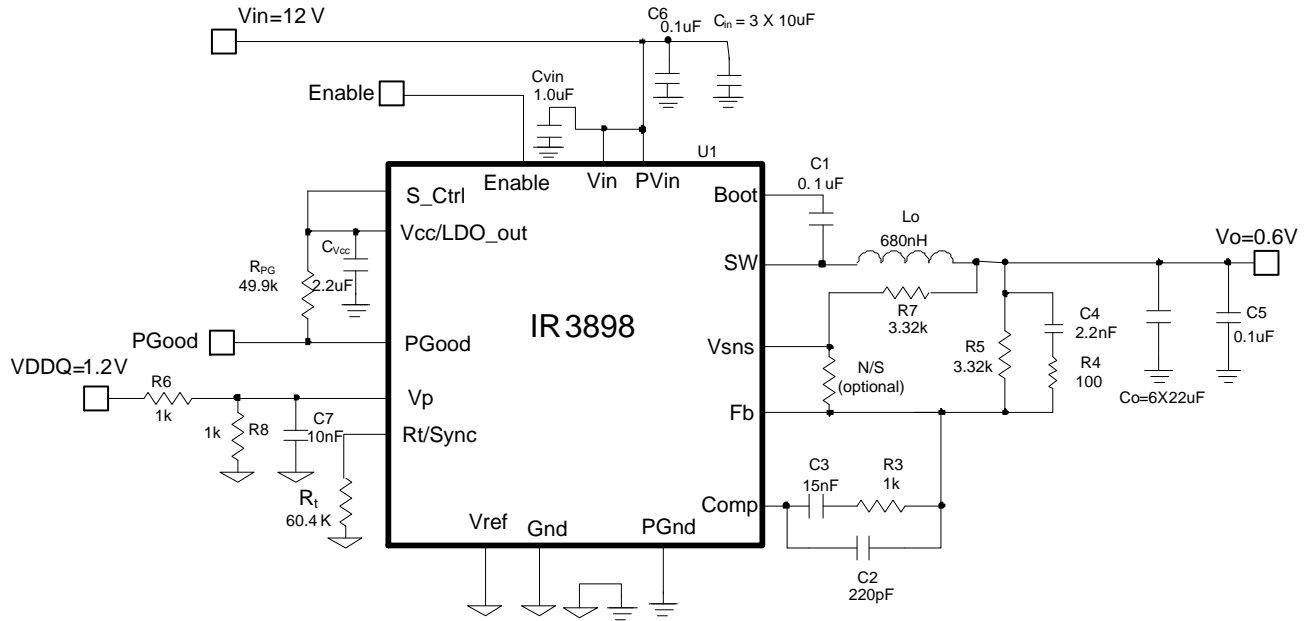 Vin=12 V
C6
0.1uF
Cin = 3 X 10uF
Enable
Cvin
1.0uF
U1
S_Ctrl
Enable
Vin
PVin
Boot
C1
0.1uF
Vcc/LDO_out
CVcc
2.2uF
RPG
49.9k
Lo
680nH
SW
Vo=0.6V
R7
3.32k
IR3898
PGood
PGood
Vsns
R5
3.32k
C4
2.2nF
R4
100
C5
0.1uF
Co=6X22uF
N/S
(optional)
VDDQ=1.2V
R6
1k
Vp
Fb
1k
R8
C7
10nF
Rt/Sync
Rt
60.4K
C3
15nF
R3
1k
Comp
Vref
Gnd
PGnd
C2
220pF